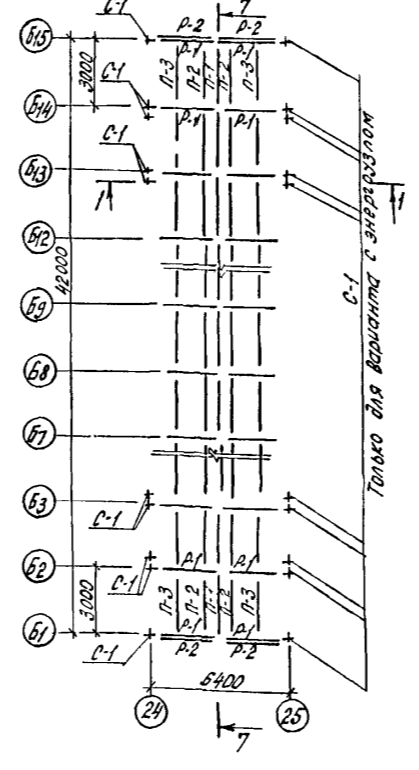 С-1
Р-2
7
Р-2
Б15
Р-1
Р-1
3000
П-3
П-2
П-1
П-2
П-3
С-1
Б14
Р-1
Р-1
С-1
Б13
1
1
Б12
42000
Б9
Б8
Б7
С-1
Только для варианта с энергоузлом
Б3
С-1
Б2
Р-1
Р-1
С-1
3000
П-3
П-2
П-1
П-2
П-3
Р-1
Р-1
Б1
С-1
Р-2
Р-2
6400
24
25
7